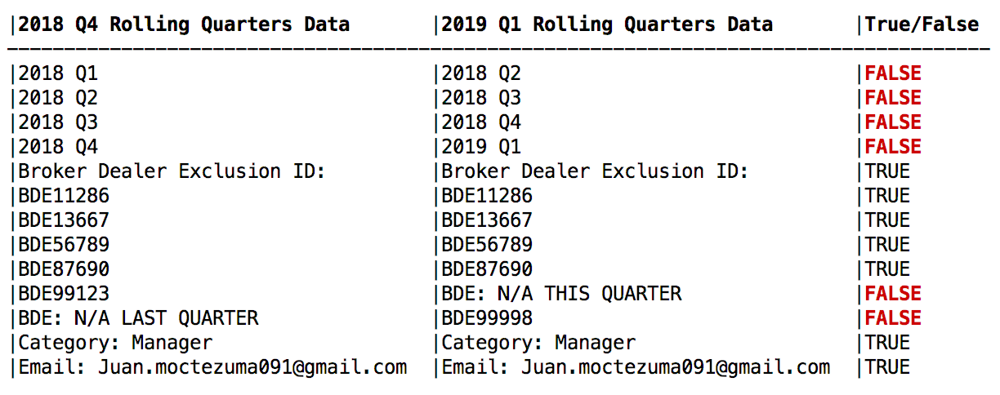 |2018 Q4 Rolling Quarters Data |2019 Q1 Rolling Quarters Data |True/False
--------------------------------------------------------------------------------------
|2018 Q1 |2018 Q2 |FALSE
|2018 Q2 |2018 Q3 |FALSE
|2018 Q3 |2018 Q4 |FALSE
|2018 Q4 |2019 Q1 |FALSE
|Broker Dealer Exclusion ID: |Broker Dealer Exclusion ID: |TRUE
|BDE11286 |BDE11286 |TRUE
|BDE13667 |BDE13667 |TRUE
|BDE56789 |BDE56789 |TRUE
|BDE87690 |BDE87690 |TRUE
|BDE99123 |BDE: N/A THIS QUARTER |FALSE
|BDE: N/A LAST QUARTER |BDE99998 |FALSE
|Category: Manager |Category: Manager |TRUE
|Email: Juan.moctezuma091@gmail.com |Email: Juan.moctezuma091@gmail.com |TRUE